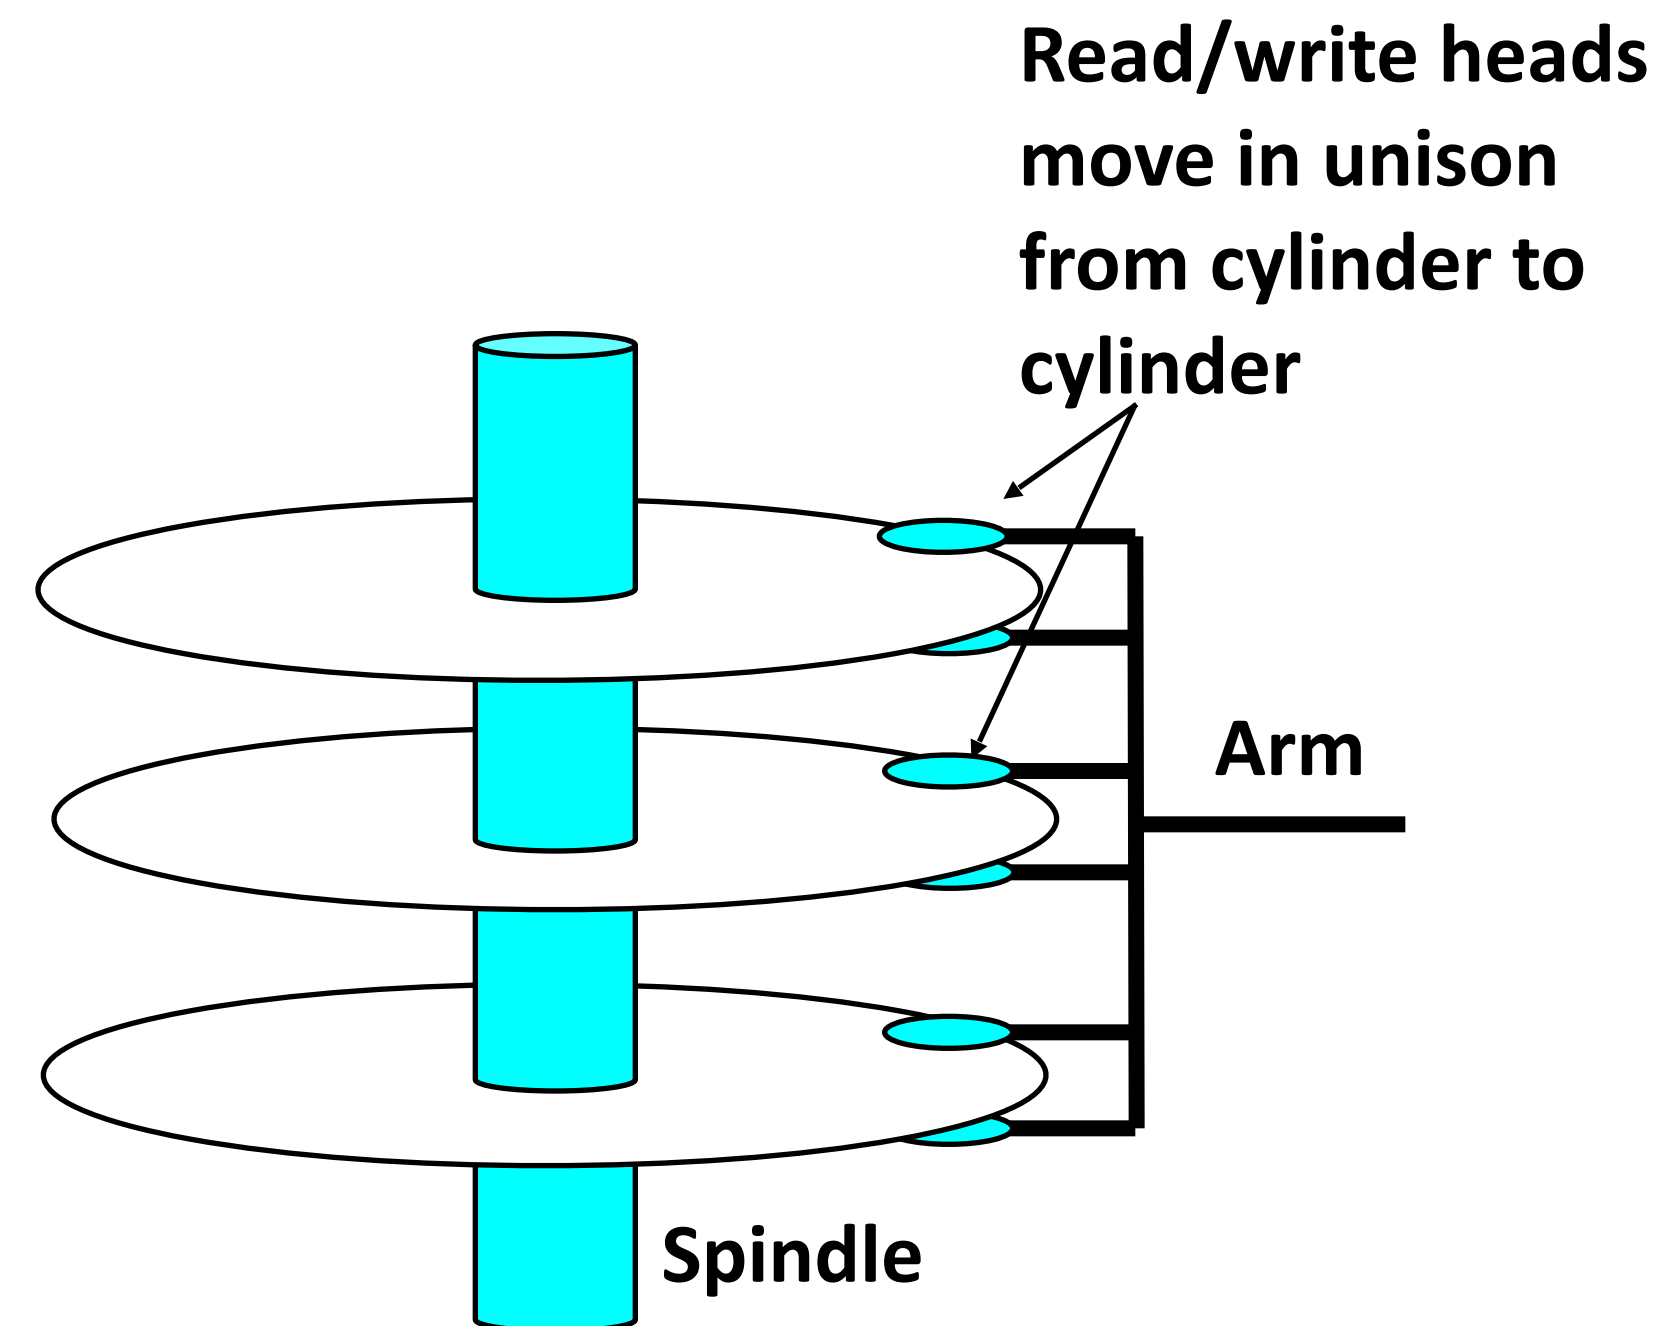 Read/write heads
move in unison
from cylinder to
cylinder
Arm
Spindle